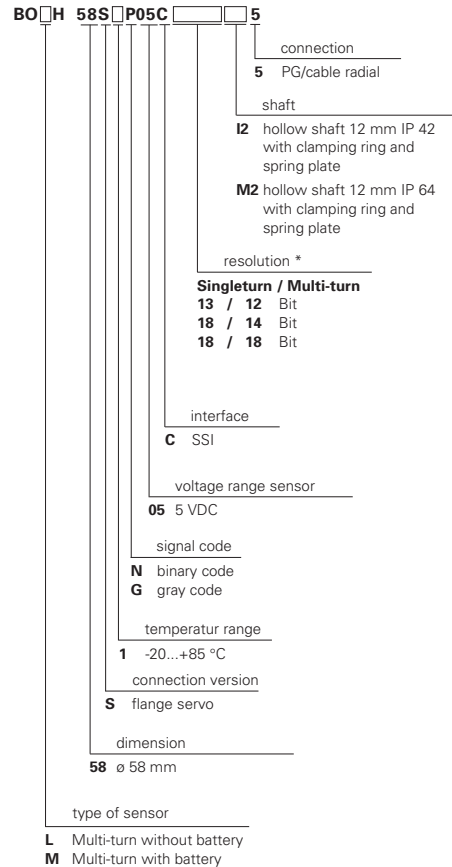 BO□H 58S□P05C□ □5
connection
5 PG/cable radial
shaft
I2 hollow shaft 12 mm IP 42
with clamping ring and
spring plate
M2 hollow shaft 12 mm IP 64
with clamping ring and
spring plate
resolution *
Singleturn / Multi-turn
13 / 12 Bit
18 / 14 Bit
18 / 18 Bit
interface
C SSI
voltage range sensor
05 5 VDC
signal code
N binary code
G gray code
temperatur range
1 -20...+85 °C
connection version
S flange servo
dimension
58 ø 58 mm
type of sensor
L Multi-turn without battery
M Multi-turn with battery